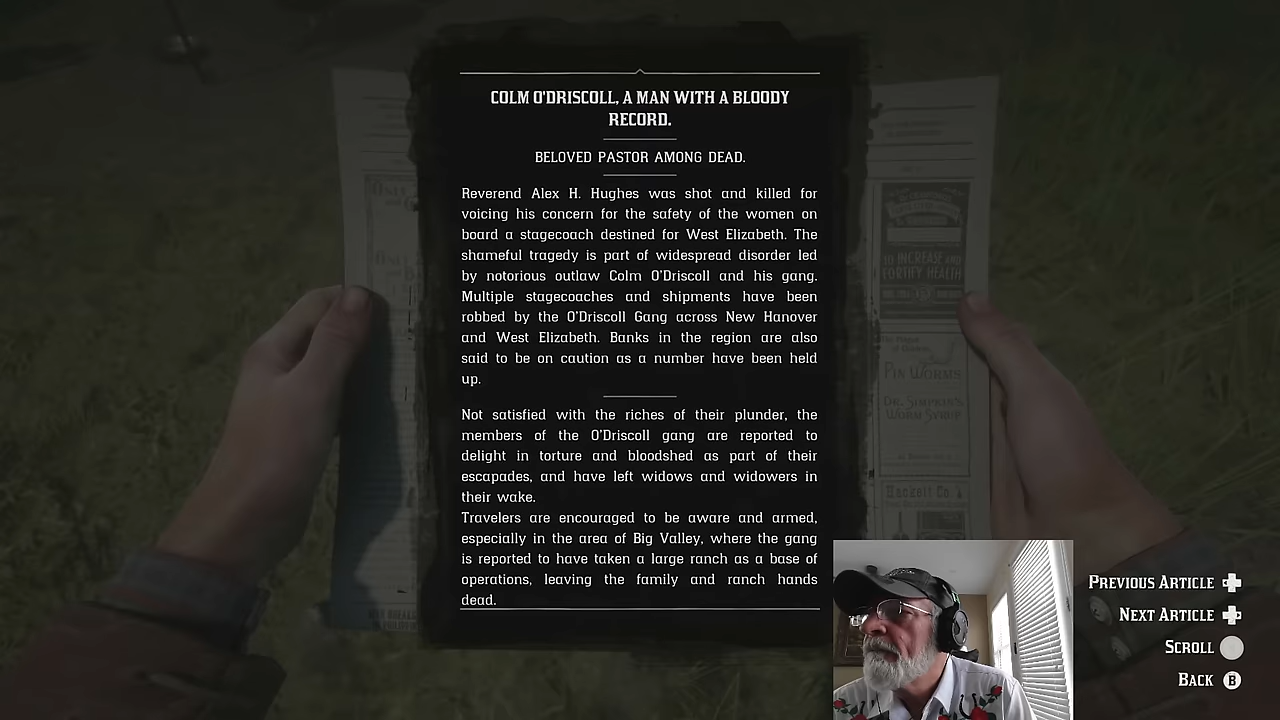 COLM O'DRISCOLL, A MAN WITH A BLOODY
RECORD.
BELOVED PASTOR AMONG DEAD.
Reverend Alex H. Hughes was shot and killed for
voicing his concern for the safety of the women on
board a stagecoach destined for West Elizabeth. The
shameful tragedy is part of widespread disorder led
by notorious outlaw Colm O'Driscoll and his gang.
Multiple stagecoaches and shipments have been
robbed by the O'Driscoll Gang across New Hanover
and West Elizabeth. Banks in the region are also
said to be on caution as a number have been held
up.
Not satisfied with the riches of their plunder, the
members of the O'Driscoll gang are reported to
delight in torture and bloodshed as part of their
escapades, and have left widows and widowers in
their wake.
Travelers are encouraged to be aware and armed,
especially in the area of Big Valley, where the gang
is reported to have taken a large ranch as a base of
operations, leaving the family and ranch hands
dead.
TO INCREASE AND
FORTIFY HEALTH
PIN WORMS
DR. SIMPKIN'S
WORM SYRUP
Hackett Co. &
PREVIOUS ARTICLE
NEXT ARTICLE
SCROLL
BACK B